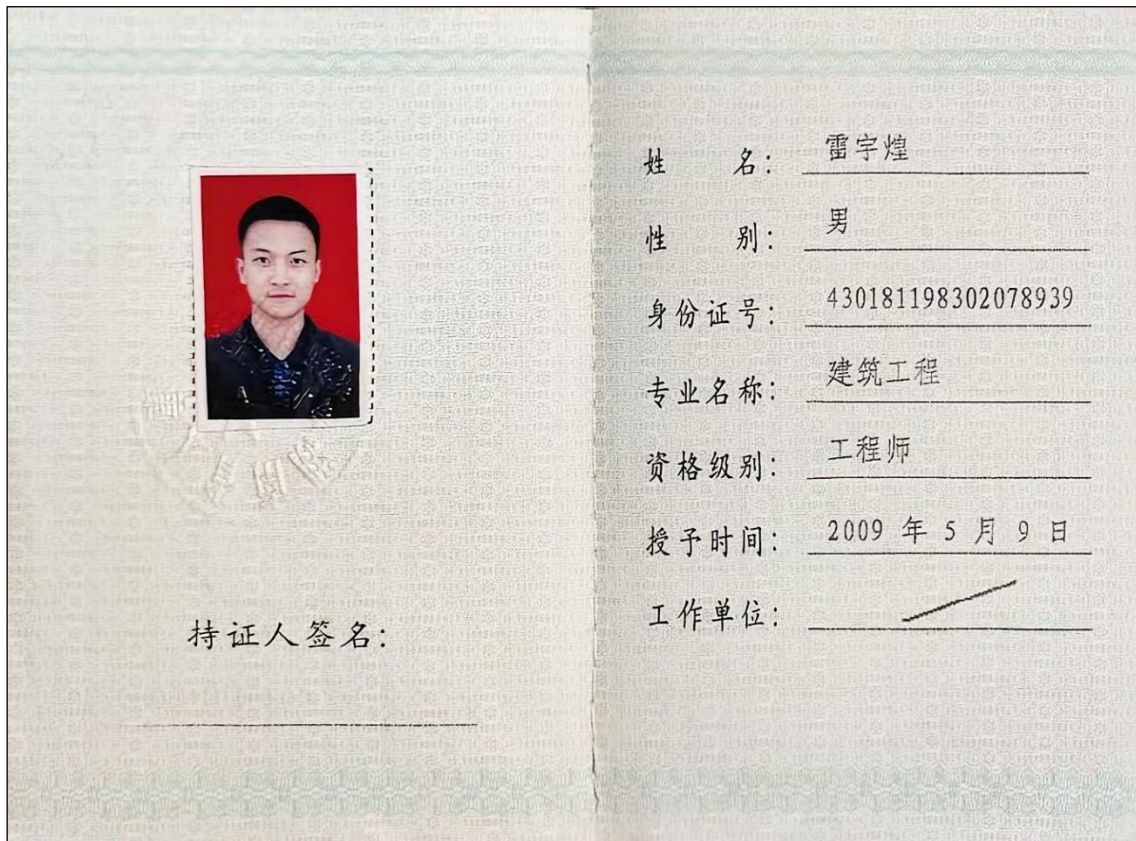 持证人签名:
姓 名: 雷宇煌
性 别: 男
身份证号: 430181198302078939
专业名称: 建筑工程
资格级别: 工程师
授予时间: 2009 年 5 月 9 日
工作单位: